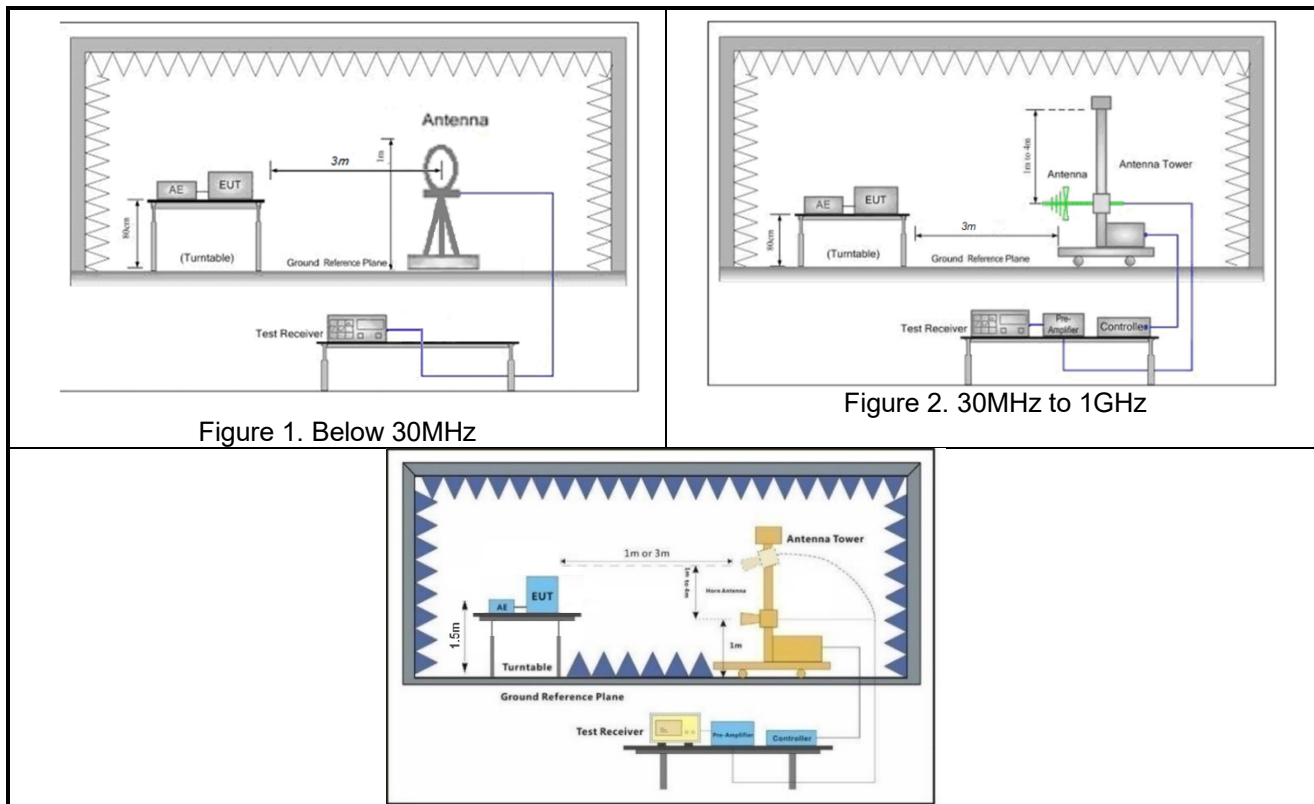 Antenna
1m
3m
AE
EUT
80cm
(Turntable)
Ground Reference Plane
Test Receiver
Figure 1. Below 30MHz
1m to 4m
Antenna
Antenna Tower
AE
EUT
3m
80cm
(Turntable)
Ground Reference Plane
Test Receiver
Pre-
Amplifier
Controller
Figure 2. 30MHz to 1GHz
Antenna Tower
1m or 3m
1m to 4m
Horn Antenna
EUT
AE
1.5m
1m
Turntable
Ground Reference Plane
Test Receiver
Pre-Amplifier
Controller